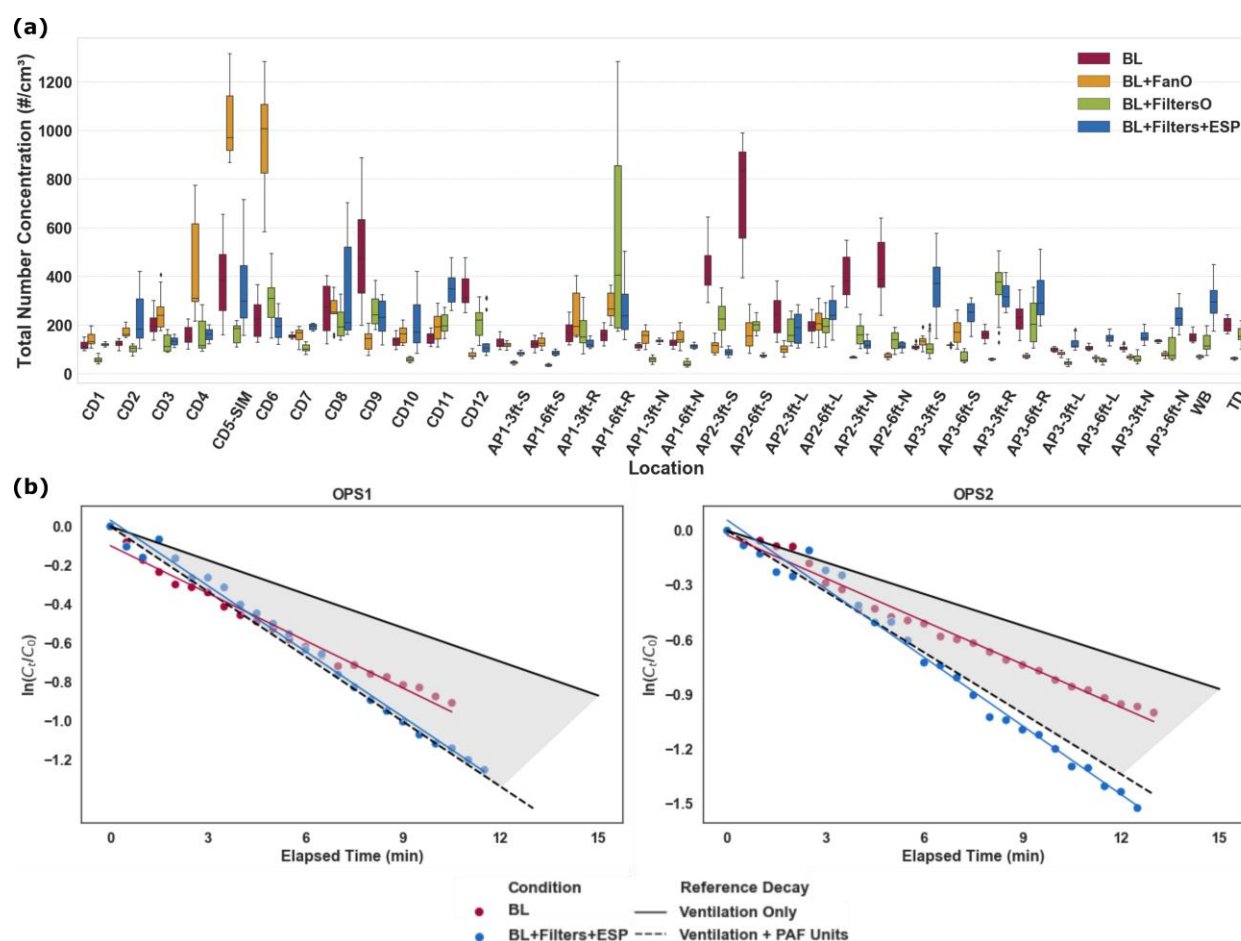 (a)
Total Number Concentration (#/cm³)
1200
1000
800
600
400
200
0
BL
BL+FanO
BL+FiltersO
BL+Filters+ESP
CD1
CD2
CD3
CD4
CD5-SIM
CD6
CD7
CD8
CD9
CD10
CD11
CD12
AP1-3ft-S
AP1-6ft-S
AP1-3ft-R
AP1-6ft-R
AP1-3ft-N
AP1-6ft-N
AP2-3ft-S
AP2-6ft-S
AP2-3ft-L
AP2-6ft-L
AP2-3ft-N
AP2-6ft-N
AP3-3ft-S
AP3-6ft-S
AP3-3ft-R
AP3-6ft-R
AP3-3ft-L
AP3-6ft-L
AP3-3ft-N
AP3-6ft-N
WB
TD
Location
(b)
OPS1
ln(Cₜ/C₀)
0.0
−0.2
−0.4
−0.6
−0.8
−1.0
−1.2
0 3 6 9 12 15
Elapsed Time (min)
OPS2
ln(Cₜ/C₀)
0.0
−0.3
−0.6
−0.9
−1.2
−1.5
0 3 6 9 12 15
Elapsed Time (min)
Condition
BL
BL+Filters+ESP
Reference Decay
Ventilation Only
Ventilation + PAF Units